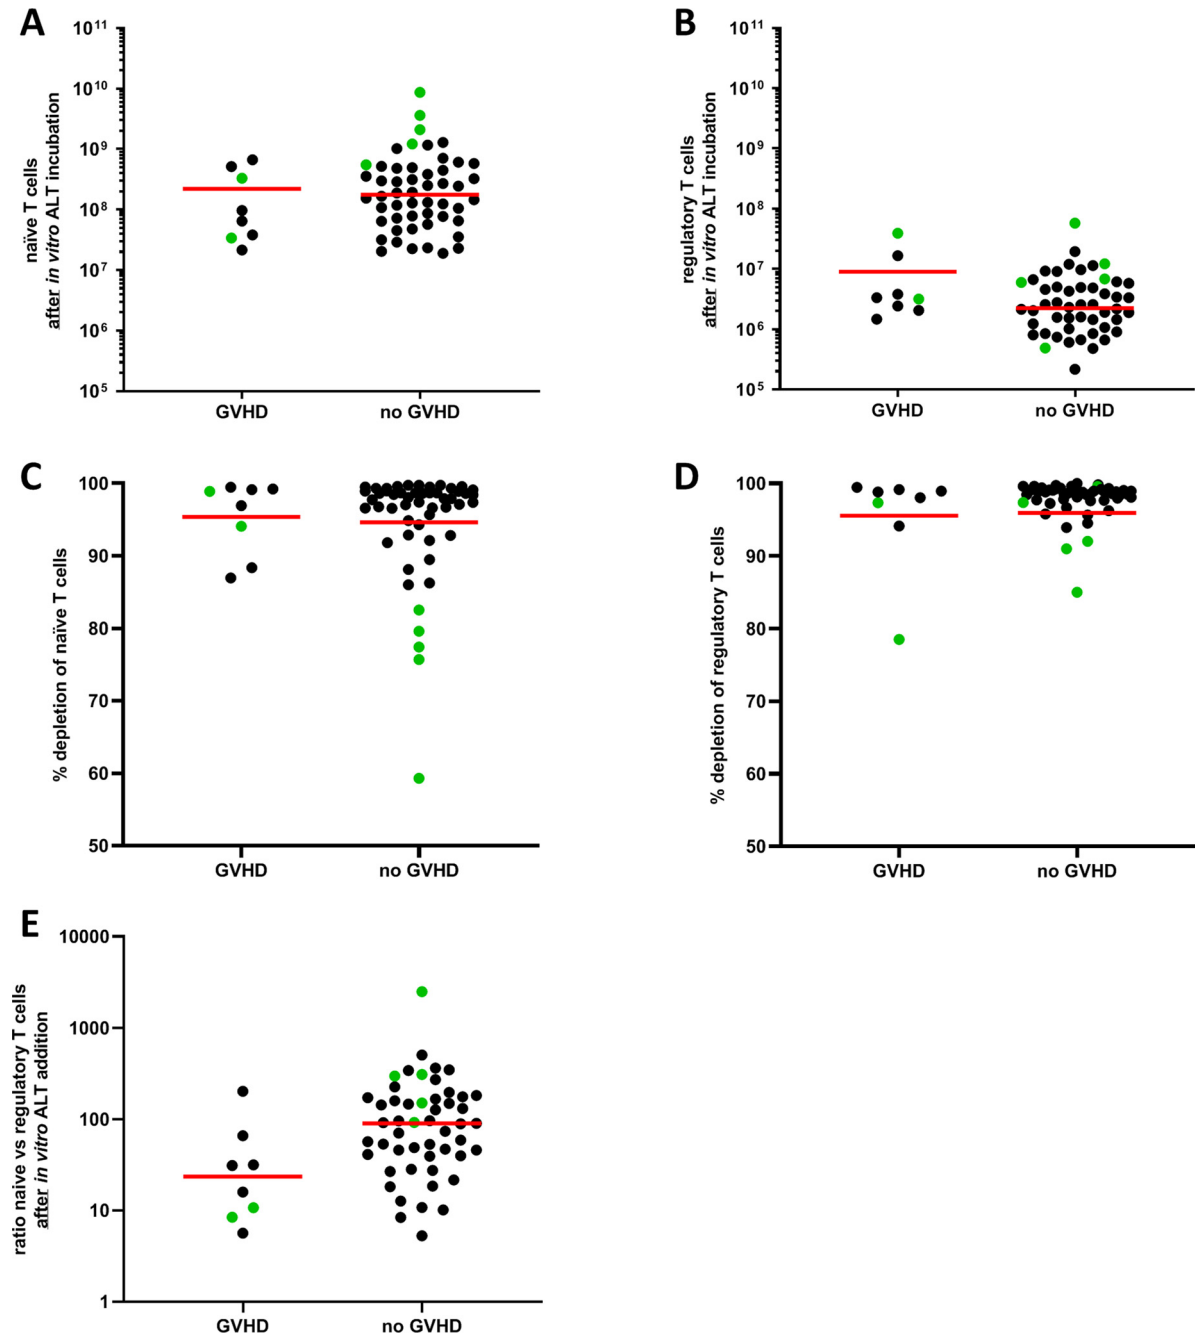 A
10¹¹
10¹⁰
10⁹
10⁸
10⁷
10⁶
10⁵
naïve T cells
after in vitro ALT incubation
GVHD
no GVHD
B
10¹¹
10¹⁰
10⁹
10⁸
10⁷
10⁶
10⁵
regulatory T cells
after in vitro ALT incubation
GVHD
no GVHD
C
100
90
80
70
60
50
% depletion of naïve T cells
GVHD
no GVHD
D
100
90
80
70
60
50
% depletion of regulatory T cells
GVHD
no GVHD
E
10000
1000
100
10
1
ratio naive vs regulatory T cells
after in vitro ALT addition
GVHD
no GVHD